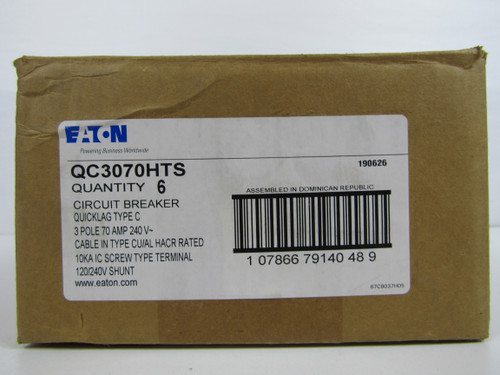 EATON
Powering Business Worldwide
QC3070HTS
190626
QUANTITY 6
ASSEMBLED IN DOMINICAN REPUBLIC
CIRCUIT BREAKER
QUICKLAG TYPE C
3 POLE 70 AMP 240 V~
CABLE IN TYPE CU/AL HACR RATED
10KA IC SCREW TYPE TERMINAL
120/240V SHUNT
www.eaton.com
1 07866 79140 48 9